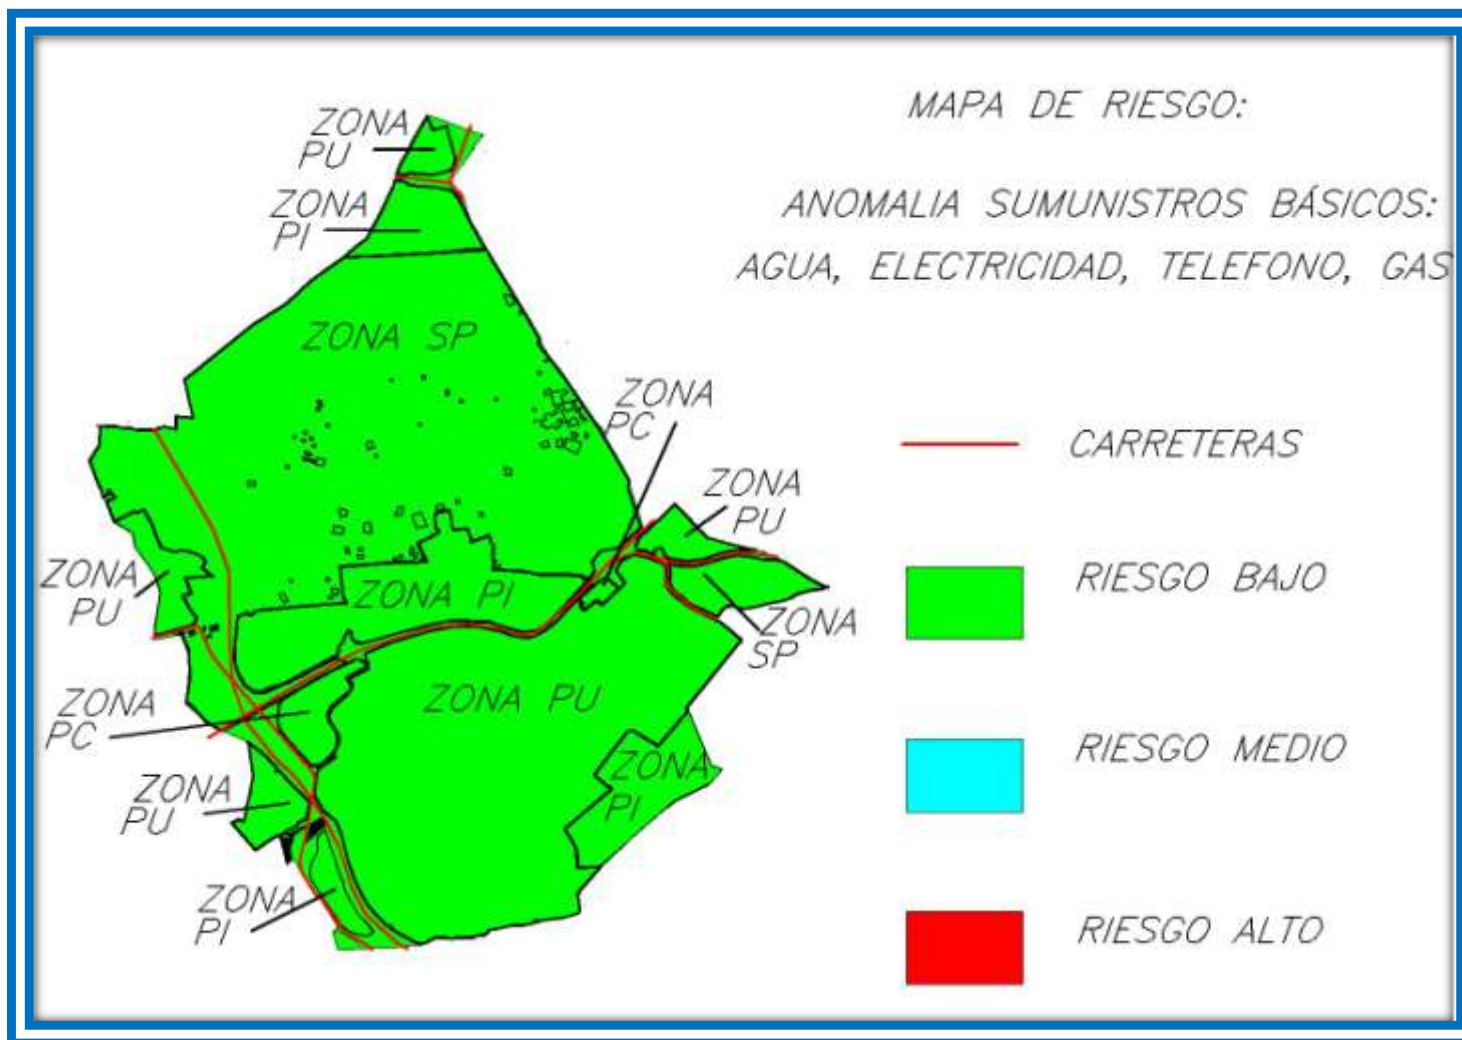 MAPA DE RIESGO:
ANOMALIA SUMUNISTROS BÁSICOS:
AGUA, ELECTRICIDAD, TELEFONO, GAS
ZONA
PU
ZONA
PI
ZONA SP
ZONA
PC
ZONA
PU
ZONA
PU
ZONA PI
ZONA
SP
ZONA PU
ZONA
PC
ZONA
PI
ZONA
PU
ZONA
PI
CARRETERAS
RIESGO BAJO
RIESGO MEDIO
RIESGO ALTO